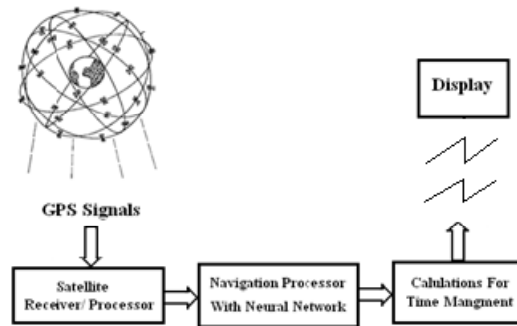 Display
GPS Signals
Satellite
Receiver/ Processor
Navigation Processor
With Neural Network
Calulations For
Time Mangment